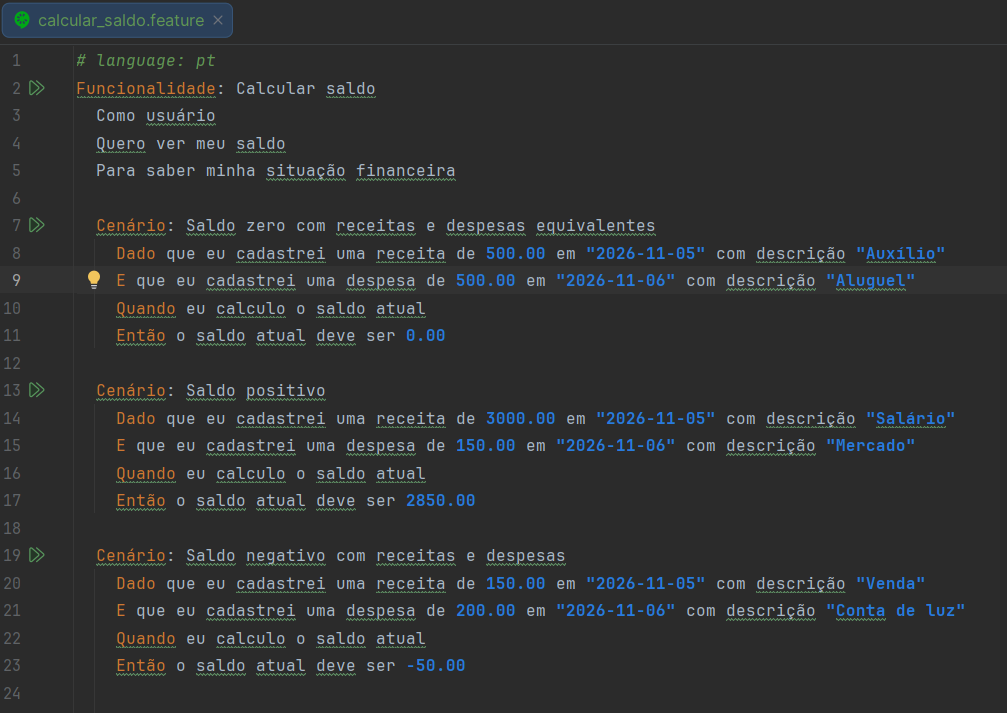 calcular_saldo.feature ×
1 # language: pt
2 Funcionalidade: Calcular saldo
3 Como usuário
4 Quero ver meu saldo
5 Para saber minha situação financeira
6
7 Cenário: Saldo zero com receitas e despesas equivalentes
8 Dado que eu cadastrei uma receita de 500.00 em "2026-11-05" com descrição "Auxílio"
9 E que eu cadastrei uma despesa de 500.00 em "2026-11-06" com descrição "Aluguel"
10 Quando eu calculo o saldo atual
11 Então o saldo atual deve ser 0.00
12
13 Cenário: Saldo positivo
14 Dado que eu cadastrei uma receita de 3000.00 em "2026-11-05" com descrição "Salário"
15 E que eu cadastrei uma despesa de 150.00 em "2026-11-06" com descrição "Mercado"
16 Quando eu calculo o saldo atual
17 Então o saldo atual deve ser 2850.00
18
19 Cenário: Saldo negativo com receitas e despesas
20 Dado que eu cadastrei uma receita de 150.00 em "2026-11-05" com descrição "Venda"
21 E que eu cadastrei uma despesa de 200.00 em "2026-11-06" com descrição "Conta de luz"
22 Quando eu calculo o saldo atual
23 Então o saldo atual deve ser -50.00
24